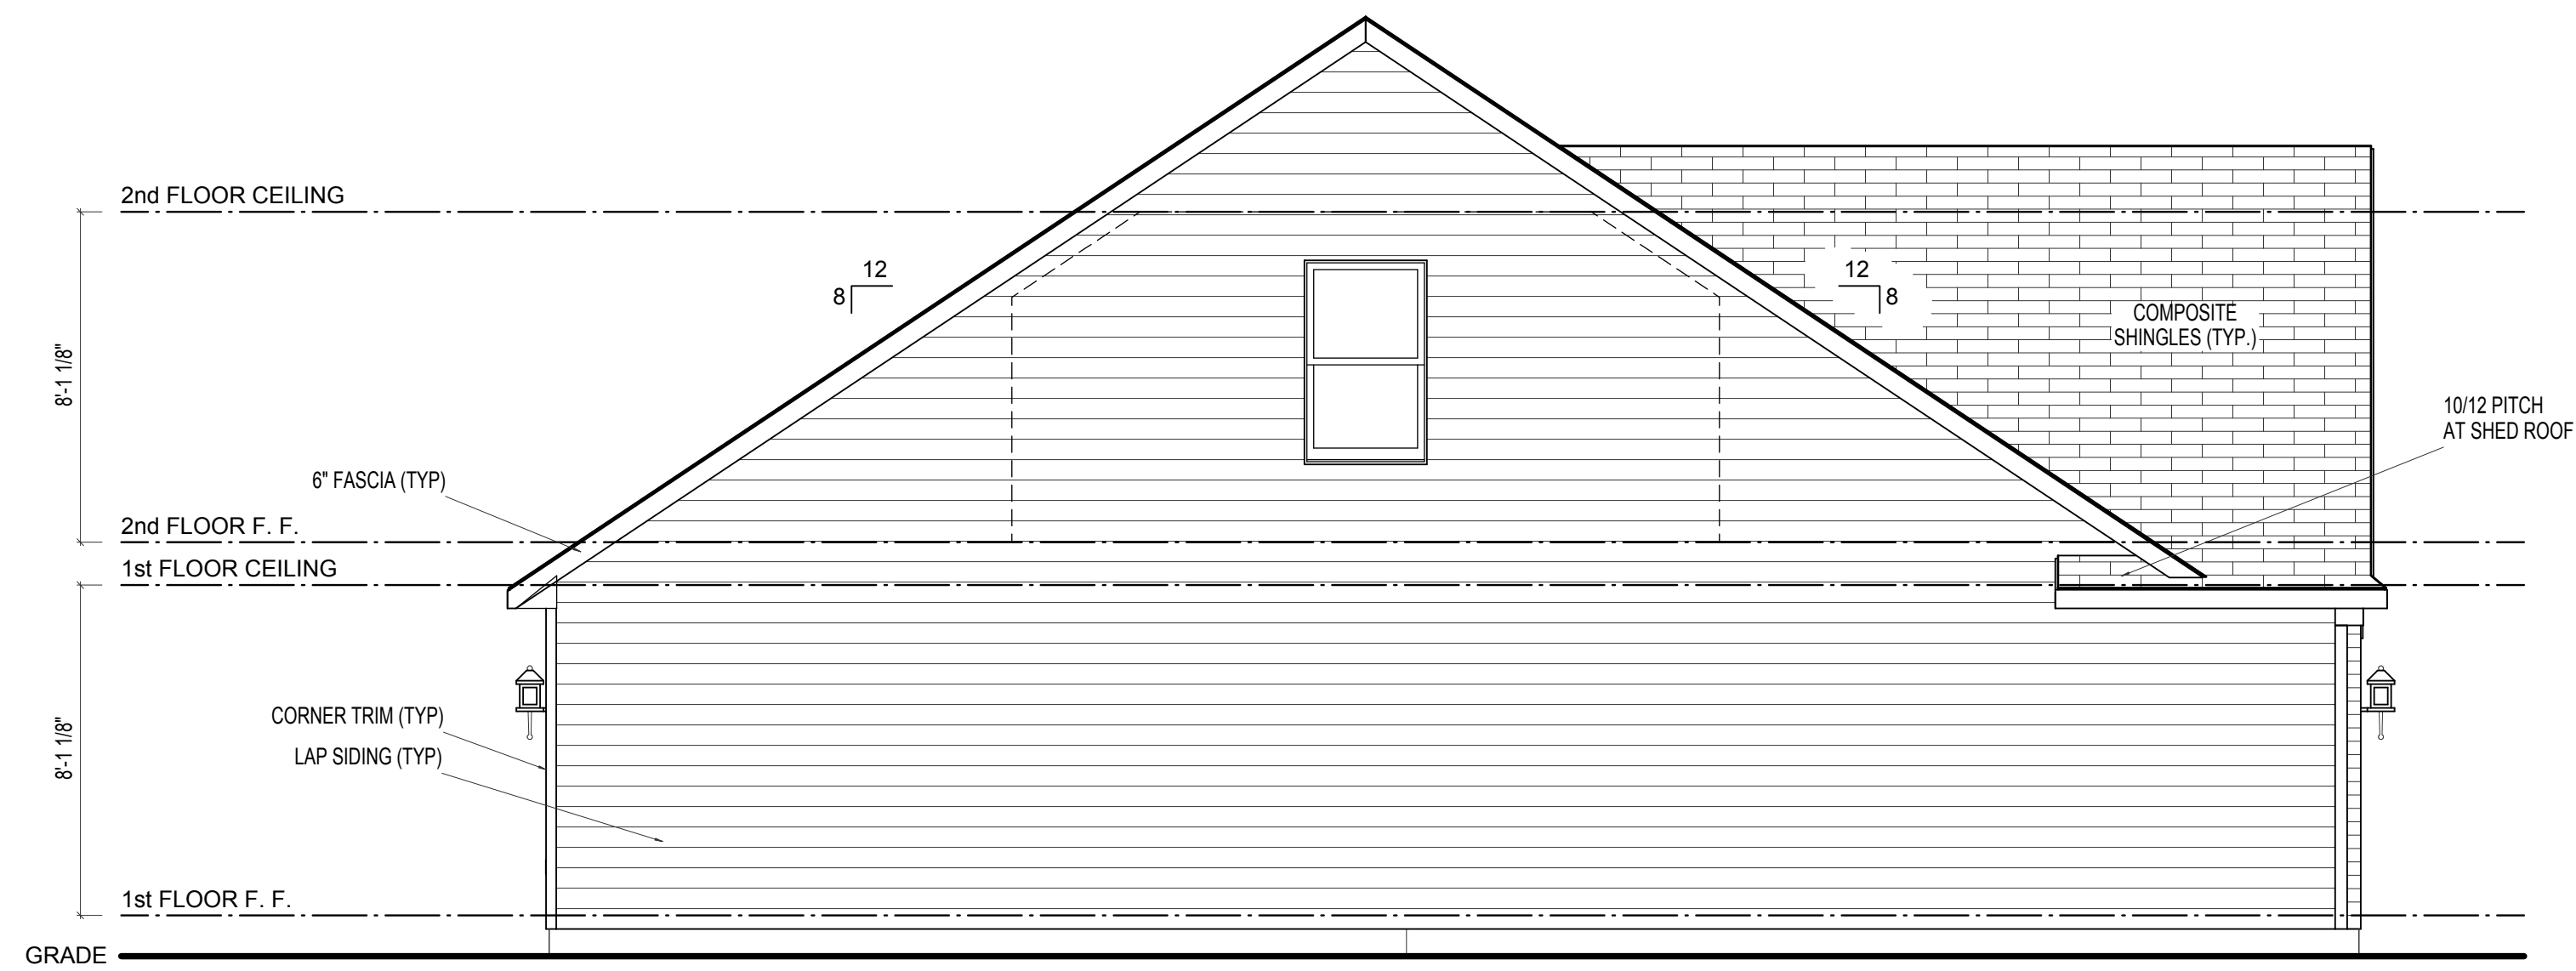 2nd FLOOR CEILING
12
8
12
8
COMPOSITE
SHINGLES (TYP.)
8'-1 1/8"
10/12 PITCH
AT SHED ROOF
6" FASCIA (TYP)
2nd FLOOR F. F.
1st FLOOR CEILING
CORNER TRIM (TYP)
8'-1 1/8"
LAP SIDING (TYP)
1st FLOOR F. F.
GRADE